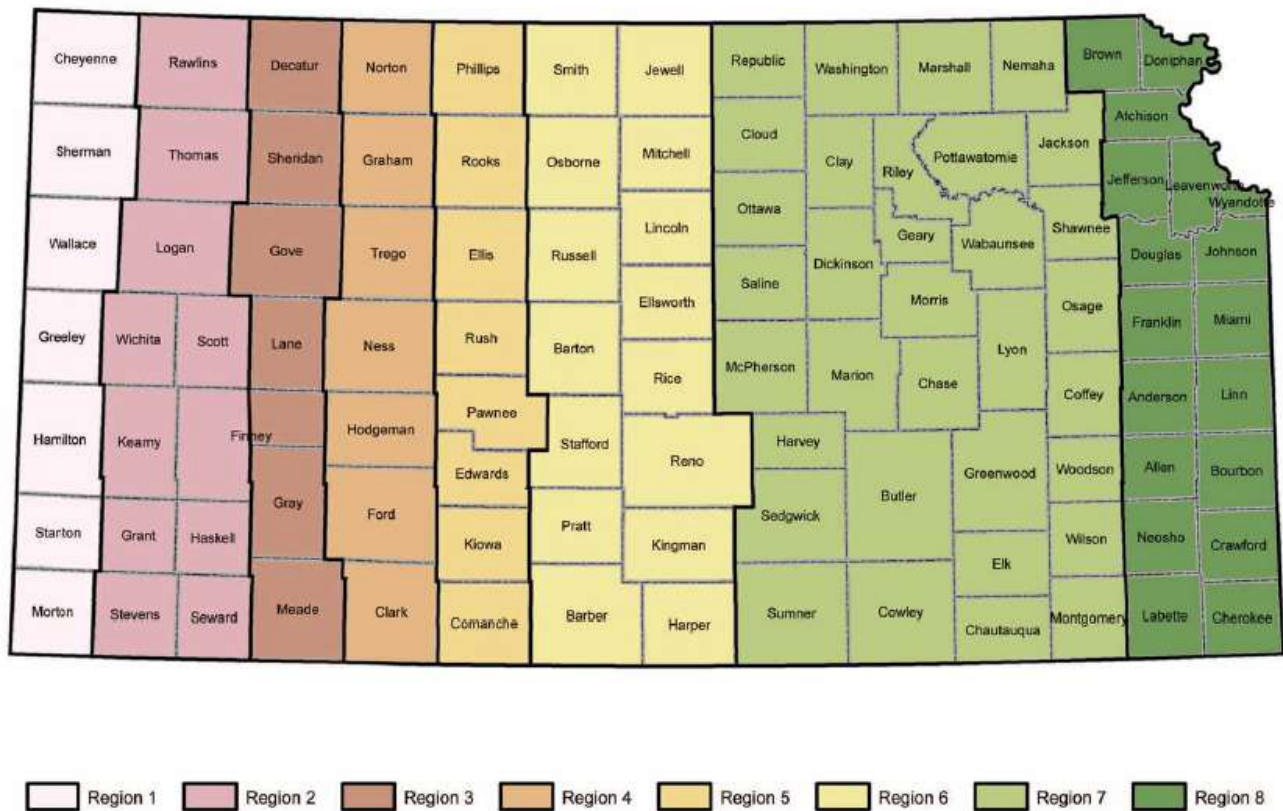 Cheyenne
Rawlins
Decatur
Norton
Phillips
Smith
Jewell
Republic
Washington
Marshall
Nemaha
Brown
Doniphan
Atchison
Sherman
Thomas
Sheridan
Graham
Rooks
Osborne
Mitchell
Cloud
Clay
Riley
Pottawatomie
Jackson
Jefferson
Leavenworth
Wyandotte
Wallace
Logan
Gove
Trego
Ellis
Russell
Lincoln
Ottawa
Dickinson
Geary
Wabaunsee
Shawnee
Douglas
Johnson
Greeley
Wichita
Scott
Lane
Ness
Rush
Barton
Ellsworth
Saline
Morris
Lyon
Osage
Franklin
Miami
Rice
McPherson
Marion
Chase
Coffey
Anderson
Linn
Hamilton
Kearny
Finney
Hodgeman
Pawnee
Stafford
Reno
Harvey
Butler
Greenwood
Woodson
Allen
Bourbon
Gray
Ford
Edwards
Starton
Grant
Haskell
Kiowa
Pratt
Kingman
Sedgwick
Elk
Wilson
Neosho
Crawford
Morton
Stevens
Seward
Meade
Clark
Comanche
Barber
Harper
Sumner
Cowley
Chautauqua
Montgomery
Labette
Cherokee
Region 1
Region 2
Region 3
Region 4
Region 5
Region 6
Region 7
Region 8